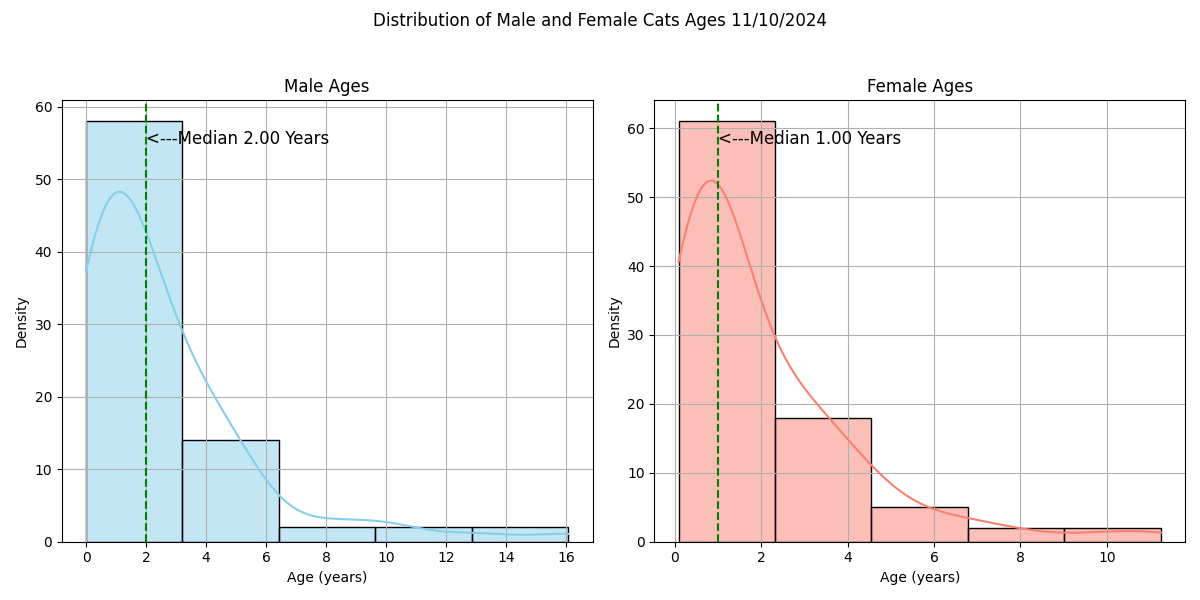 Distribution of Male and Female Cats Ages 11/10/2024
Male Ages
60
50
40
30
20
10
0
Density
<---Median 2.00 Years
0 2 4 6 8 10 12 14 16
Age (years)
Female Ages
60
50
40
30
20
10
0
Density
<---Median 1.00 Years
0 2 4 6 8 10
Age (years)